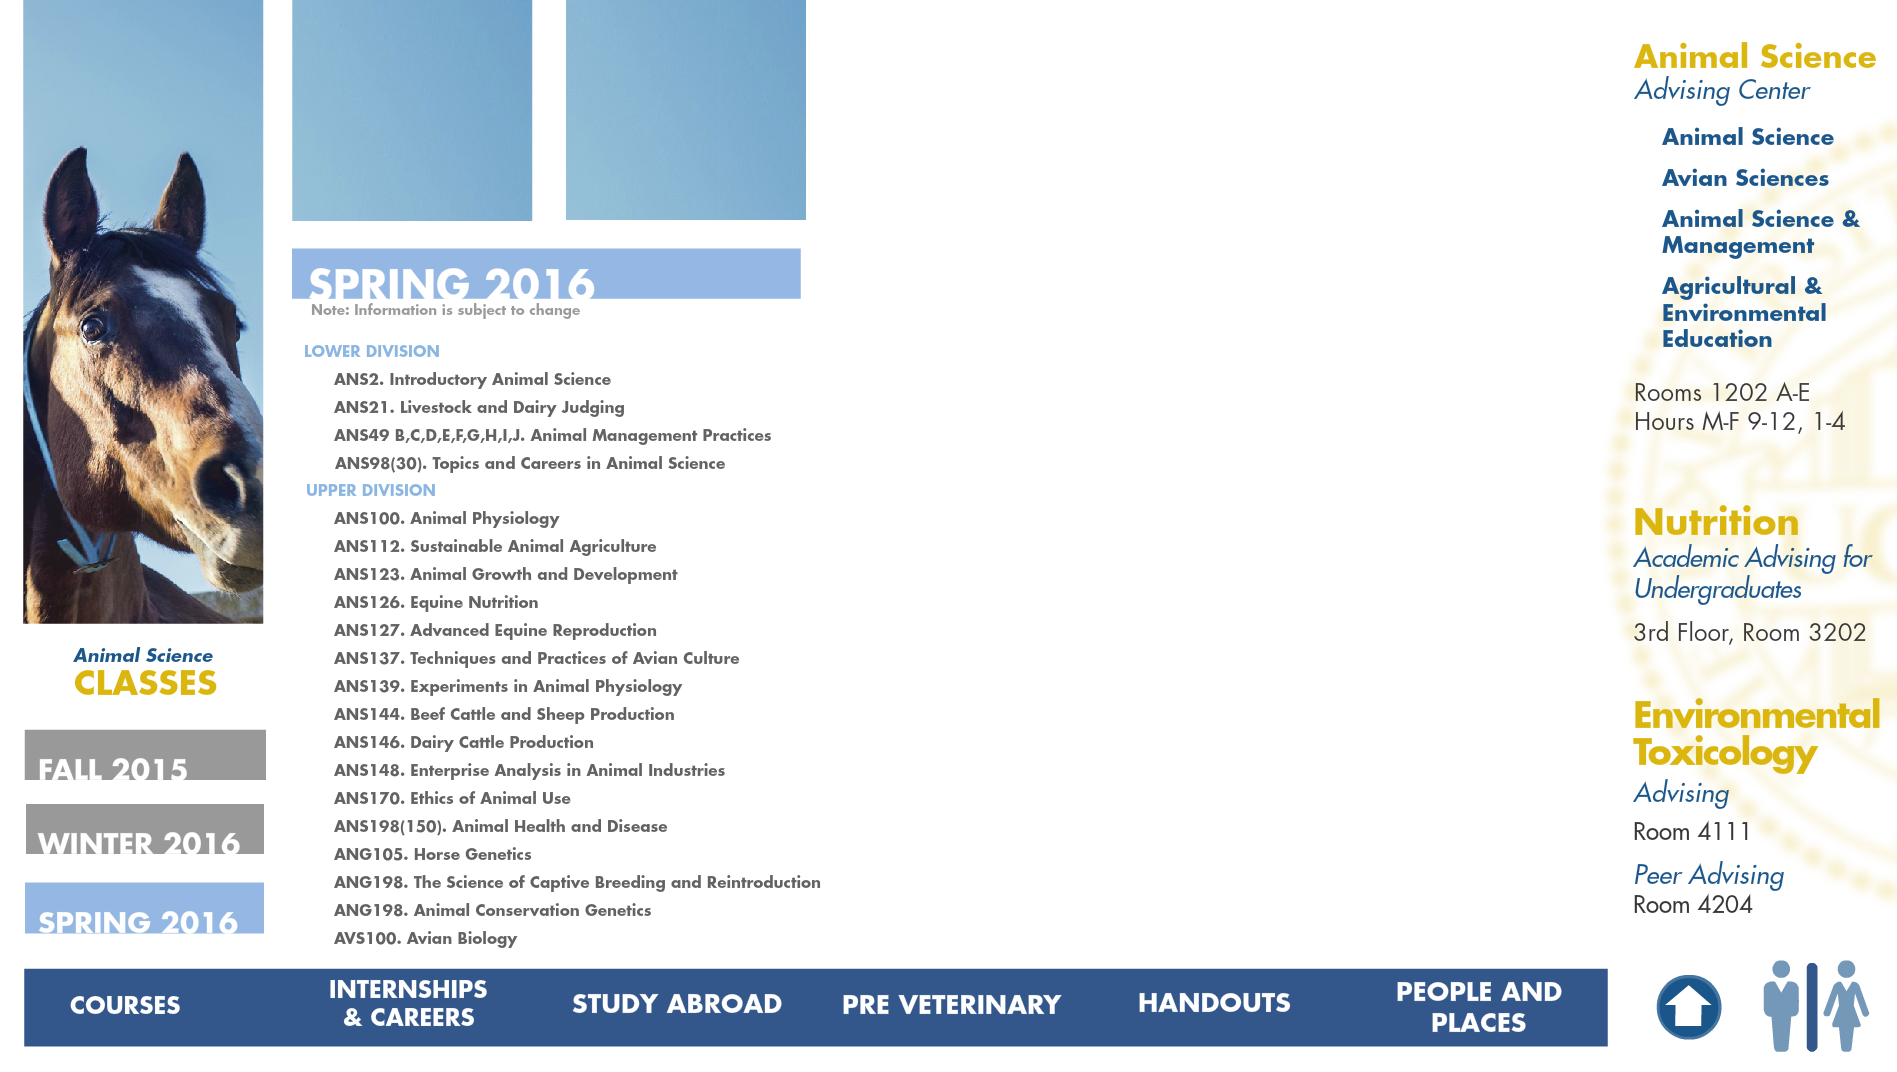 Animal Science
CLASSES
FALL 2015
WINTER 2016
SPRING 2016
SPRING 2016
Note: Information is subject to change
LOWER DIVISION
ANS2. Introductory Animal Science
ANS21. Livestock and Dairy Judging
ANS49 B,C,D,E,F,G,H,I,J. Animal Management Practices
ANS98(30). Topics and Careers in Animal Science
UPPER DIVISION
ANS100. Animal Physiology
ANS112. Sustainable Animal Agriculture
ANS123. Animal Growth and Development
ANS126. Equine Nutrition
ANS127. Advanced Equine Reproduction
ANS137. Techniques and Practices of Avian Culture
ANS139. Experiments in Animal Physiology
ANS144. Beef Cattle and Sheep Production
ANS146. Dairy Cattle Production
ANS148. Enterprise Analysis in Animal Industries
ANS170. Ethics of Animal Use
ANS198(150). Animal Health and Disease
ANG105. Horse Genetics
ANG198. The Science of Captive Breeding and Reintroduction
ANG198. Animal Conservation Genetics
AVS100. Avian Biology
Animal Science
Advising Center
Animal Science
Avian Sciences
Animal Science &
Management
Agricultural &
Environmental
Education
Rooms 1202 A-E
Hours M-F 9-12, 1-4
Nutrition
Academic Advising for
Undergraduates
3rd Floor, Room 3202
Environmental
Toxicology
Advising
Room 4111
Peer Advising
Room 4204
COURSES
INTERNSHIPS
& CAREERS
STUDY ABROAD
PRE VETERINARY
HANDOUTS
PEOPLE AND
PLACES